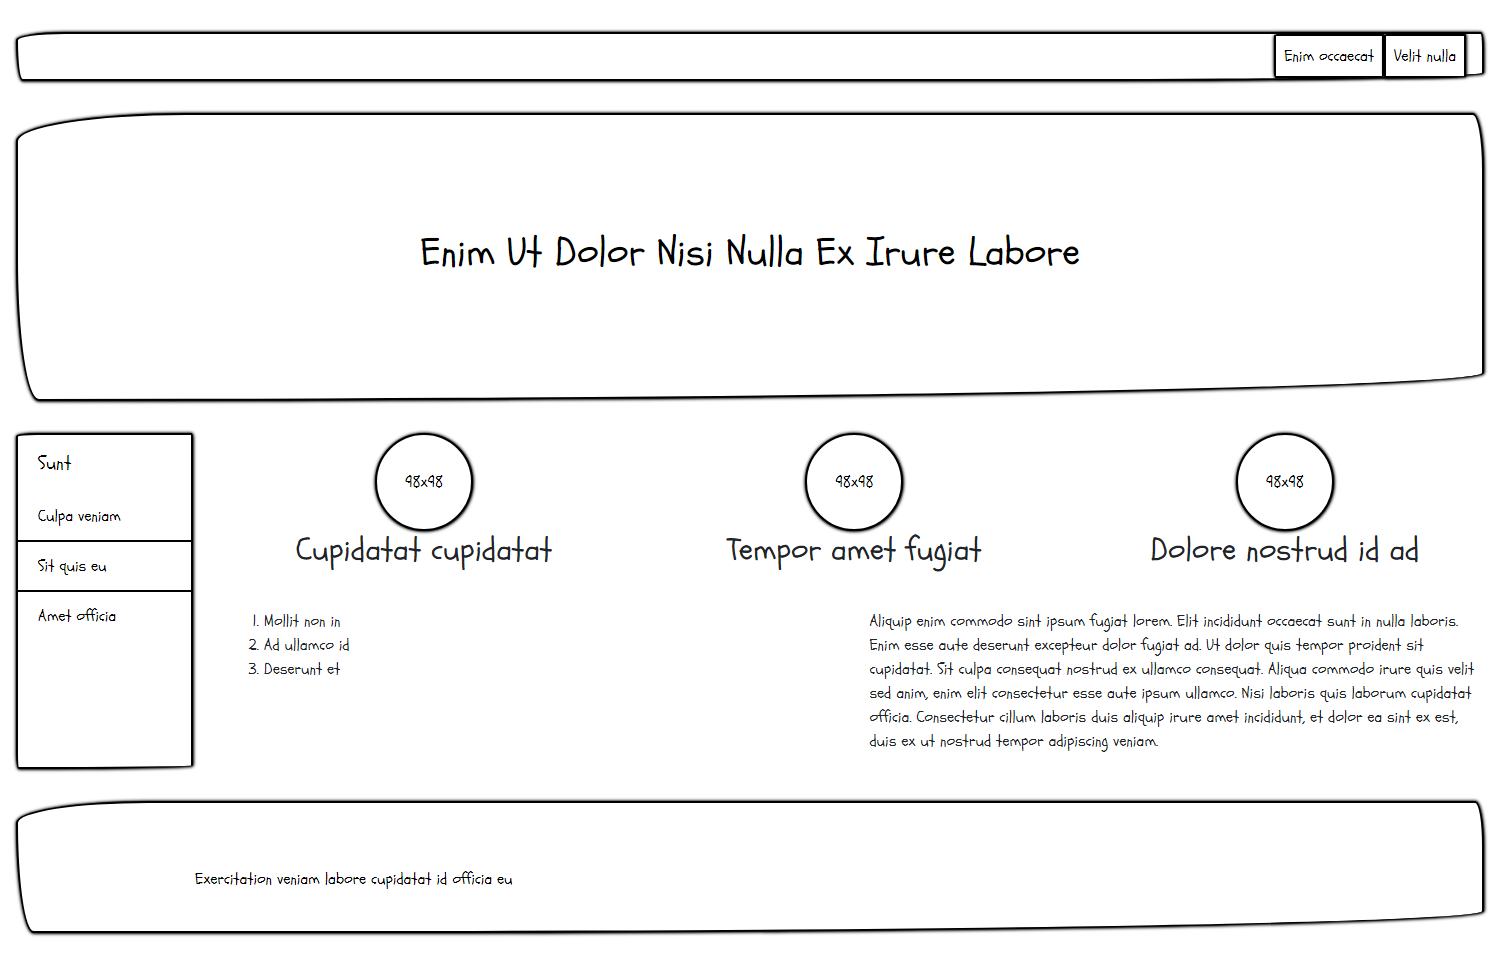 Enim occaecat Velit nulla
Enim Ut Dolor Nisi Nulla Ex Irure Labore
Sunt
Culpa veniam
Sit quis eu
Amet officia
98x98 98x98 98x98
Cupidatat cupidatat Tempor amet fugiat Dolore nostrud id ad
1. Mollit non in
2. Ad ullamco id
3. Deserunt et
Aliquip enim commodo sint ipsum fugiat lorem. Elit incididunt occaecat sunt in nulla laboris.
Enim esse aute deserunt excepteur dolor fugiat ad. Ut dolor quis tempor proident sit
cupidatat. Sit culpa consequat nostrud ex ullamco consequat. Aliqua commodo irure quis velit
sed anim, enim elit consectetur esse aute ipsum ullamco. Nisi laboris quis laborum cupidatat
officia. Consectetur cillum laboris duis aliquip irure amet incididunt, et dolor ea sint ex est,
duis ex ut nostrud tempor adipiscing veniam.
Exercitation veniam labore cupidatat id officia eu